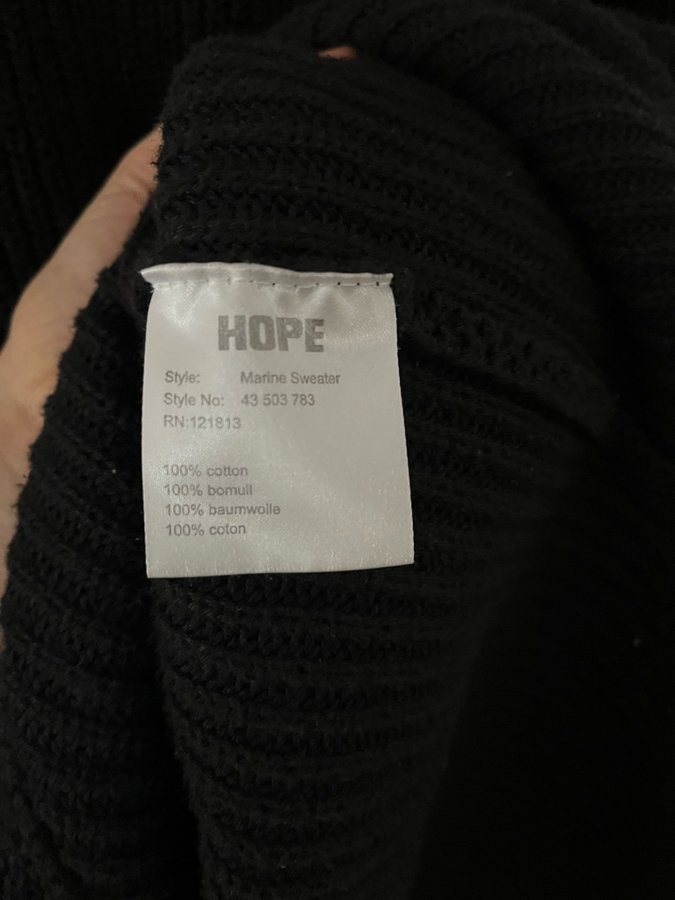 HOPE
Style: Marine Sweater
Style No: 43 503 783
RN:121813
100% cotton
100% bomull
100% baumwolle
100% coton